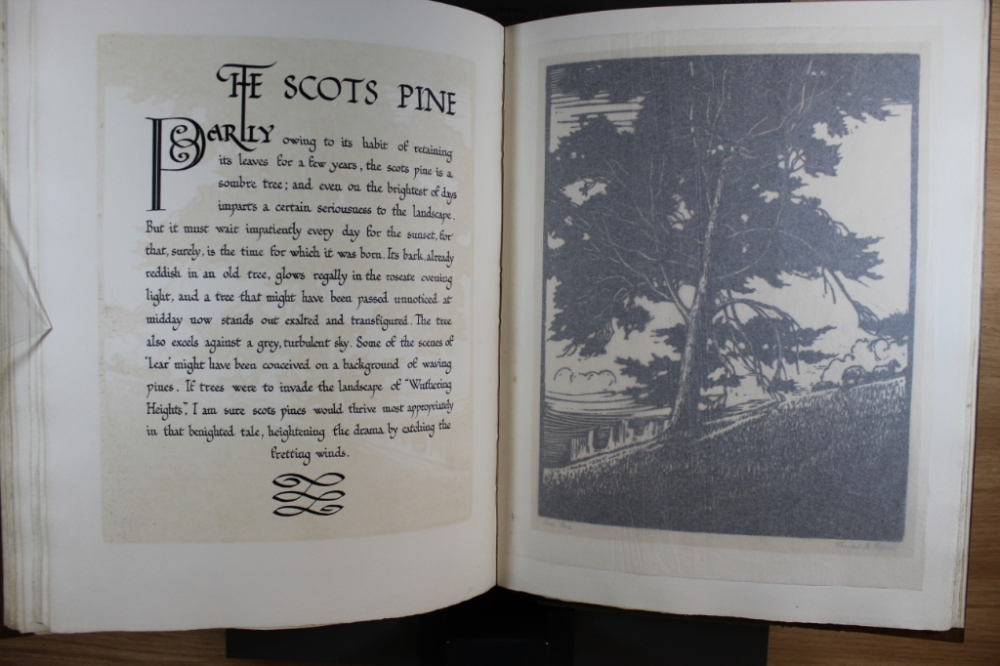 THE SCOTS PINE
PARTLY owing to its habit of retaining
its leaves for a few years, the scots pine is a
sombre tree; and even on the brightest of days
imparts a certain seriousness to the landscape.
But it must wait impatiently every day for the sunset, for
that, surely, is the time for which it was born. Its bark, already
reddish in an old tree, glows regally in the roseate evening
light, and a tree that might have been passed unnoticed at
midday now stands out exalted and transfigured. The tree
also excels against a grey, turbulent sky. Some of the scenes of
'Lear' might have been conceived on a background of waving
pines. If trees were to invade the landscape of "Wuthering
Heights", I am sure scots pines would thrive most appropriately
in that benighted tale, heightening the drama by catching the
fretting winds.